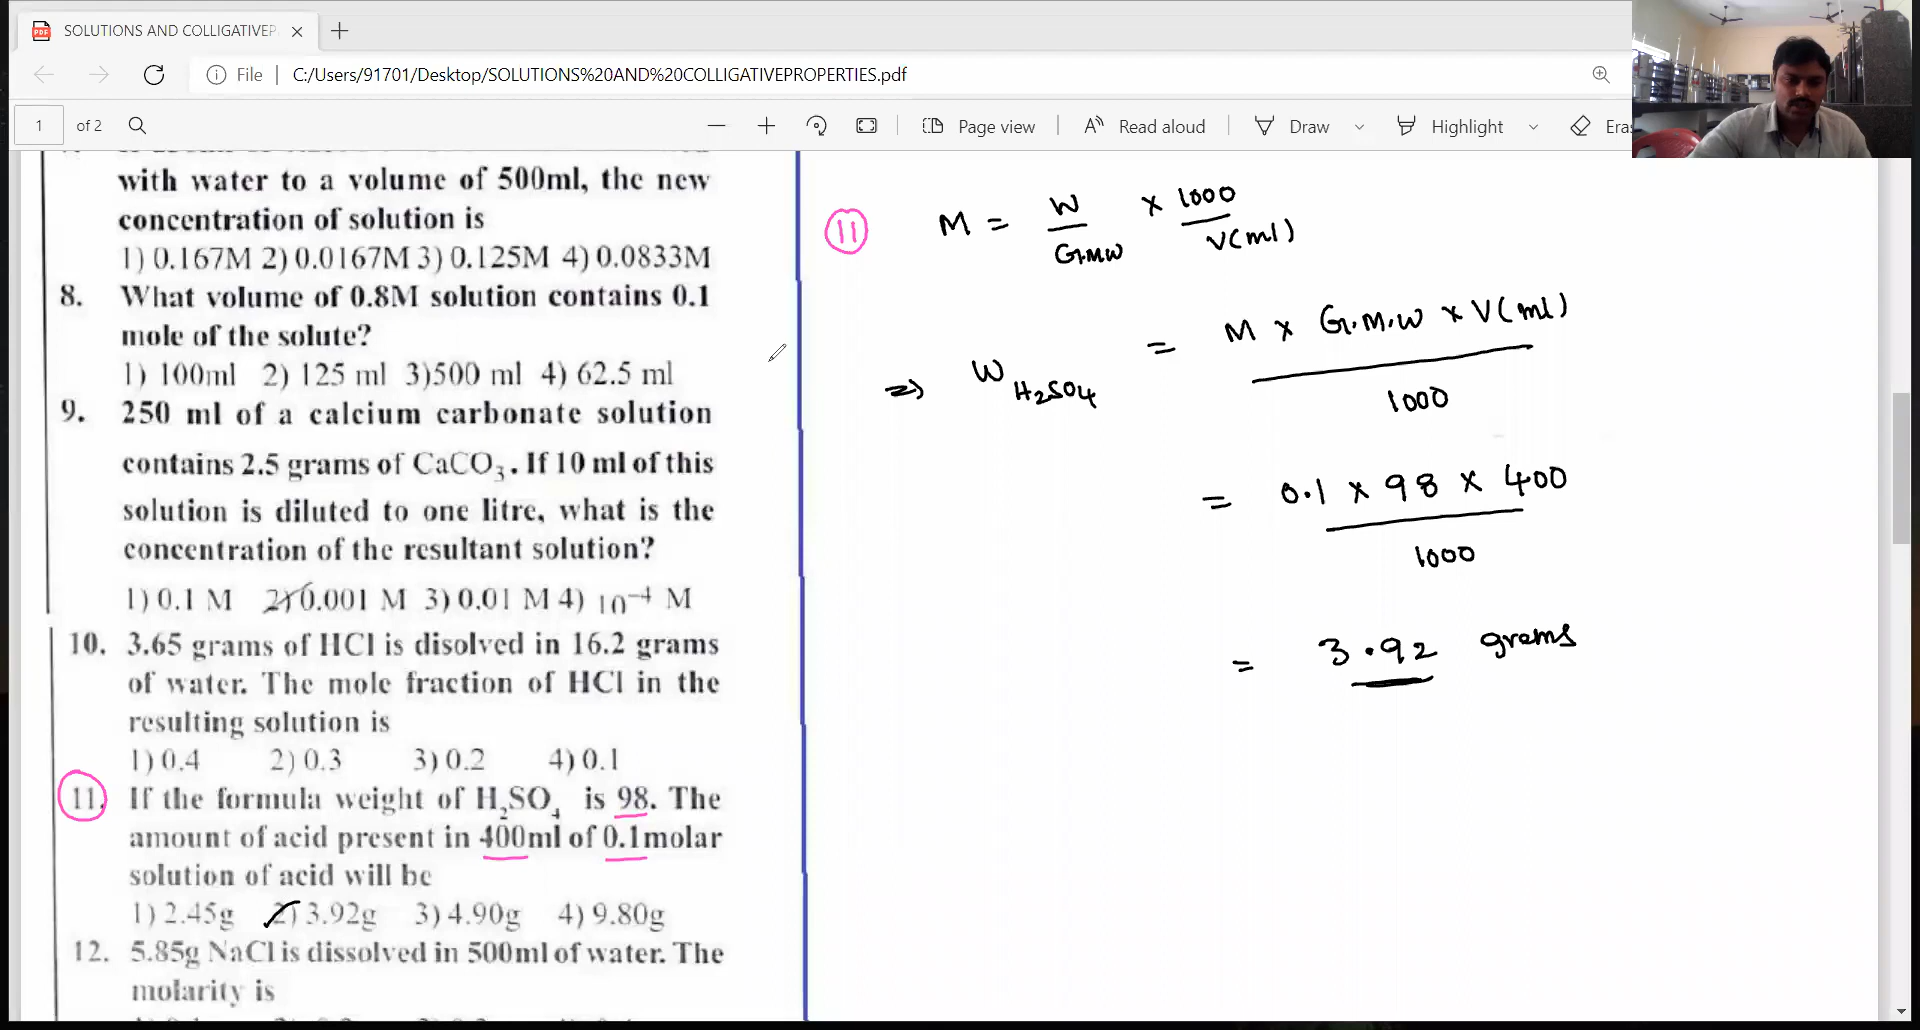 SOLUTIONS AND COLLIGATIVEP
File C:/Users/91701/Desktop/SOLUTIONS%20AND%20COLLIGATIVEPROPERTIES.pdf
1 of 2 Page view Read aloud Draw Highlight Eras
with water to a volume of 500ml, the new
concentration of solution is
1) 0.167M 2) 0.0167M 3) 0.125M 4) 0.0833M
8. What volume of 0.8M solution contains 0.1
mole of the solute?
1) 100ml 2) 125 ml 3)500 ml 4) 62.5 ml
9. 250 ml of a calcium carbonate solution
contains 2.5 grams of CaCO₃. If 10 ml of this
solution is diluted to one litre, what is the
concentration of the resultant solution?
1) 0.1 M 2) 0.001 M 3) 0.01 M 4) 10⁻⁴ M
10. 3.65 grams of HCl is disolved in 16.2 grams
of water. The mole fraction of HCl in the
resulting solution is
1) 0.4 2) 0.3 3) 0.2 4) 0.1
11. If the formula weight of H₂SO₄ is 98. The
amount of acid present in 400ml of 0.1molar
solution of acid will be
1) 2.45g 2) 3.92g 3) 4.90g 4) 9.80g
12. 5.85g NaCl is dissolved in 500ml of water. The
molarity is
11 M = W × 1000
G.MW V(ml)
⇒ W H₂SO₄ = M × G.M.W × V(ml)
1000
= 0.1 × 98 × 400
1000
= 3.92 grams